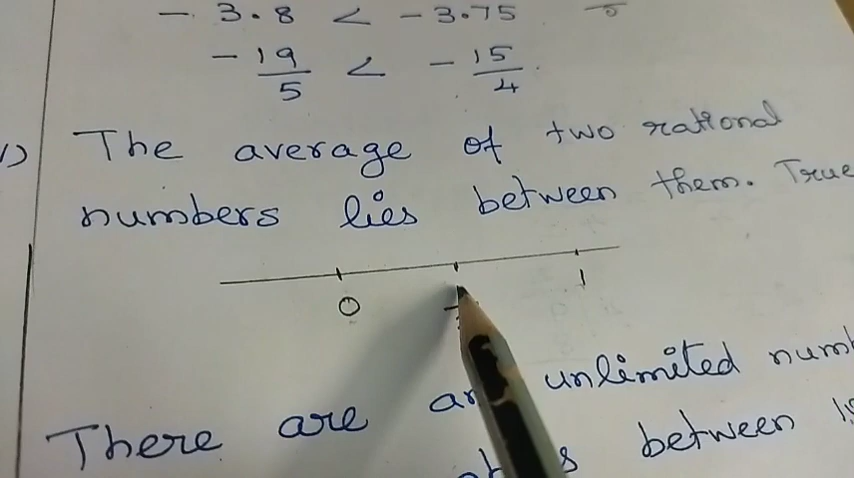 - 3.8 < - 3.75
- 19/5 < - 15/4
1) The average of two rational
numbers lies between them. True
0 1
There are an unlimited
between